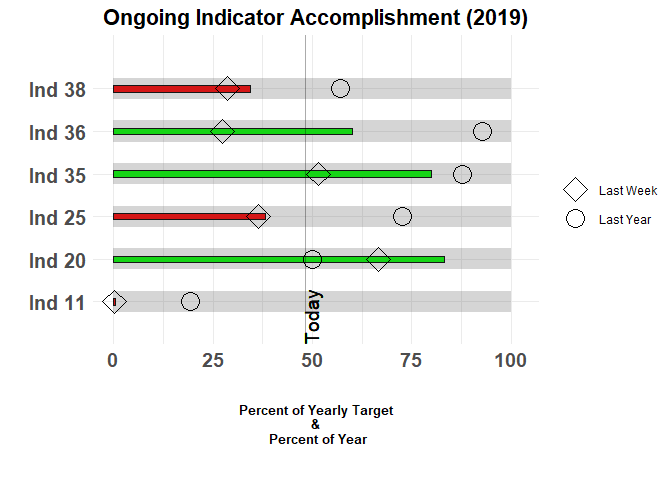 Ongoing Indicator Accomplishment (2019)
Ind 38
Ind 36
Ind 35
Ind 25
Ind 20
Ind 11
Today
0 25 50 75 100
Percent of Yearly Target
&
Percent of Year
Last Week
Last Year